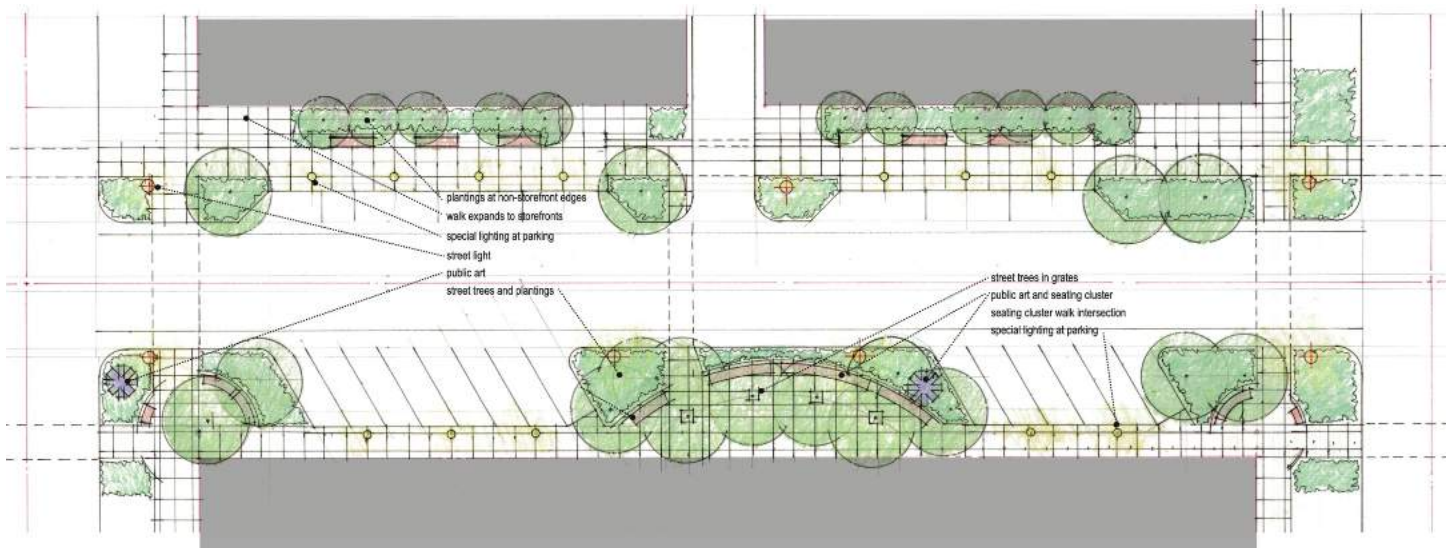 plantings at non-storefront edges
walk expands to storefronts
special lighting at parking
street light
public art
street trees and plantings
street trees in grates
public art and seating cluster
seating cluster walk intersection
special lighting at parking